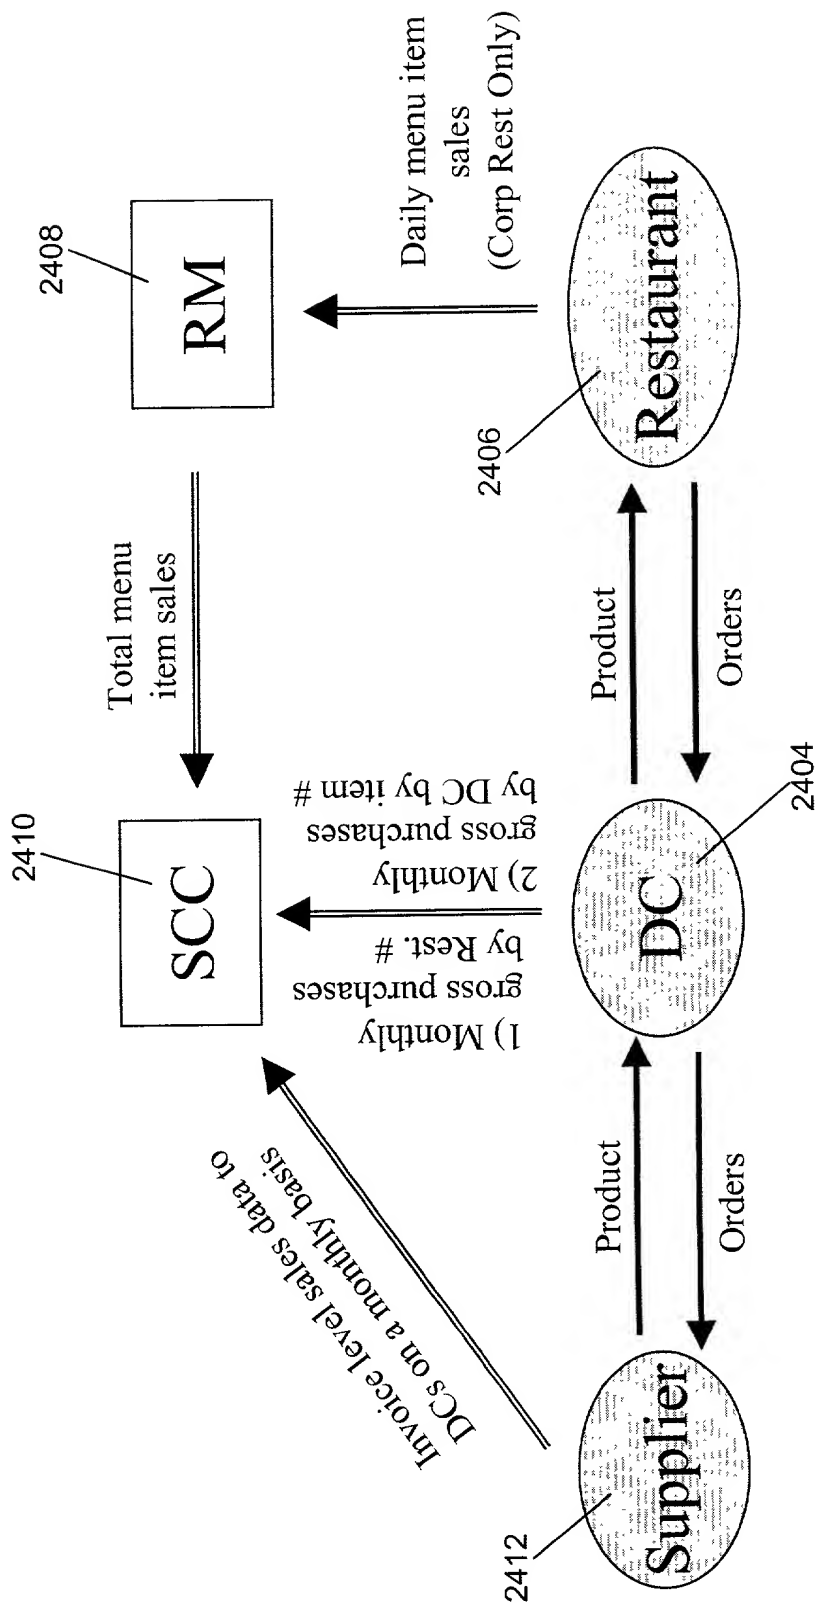 2410
SCC
2408
RM
Total menu
item sales
Invoice level sales data to
DCs on a monthly basis
1) Monthly
gross purchases
by Rest. #
2) Monthly
gross purchases
by DC by item #
Daily menu item
sales
(Corp Rest Only)
2412
Supplier
Product
Orders
DC
2404
Product
Orders
2406
Restaurant